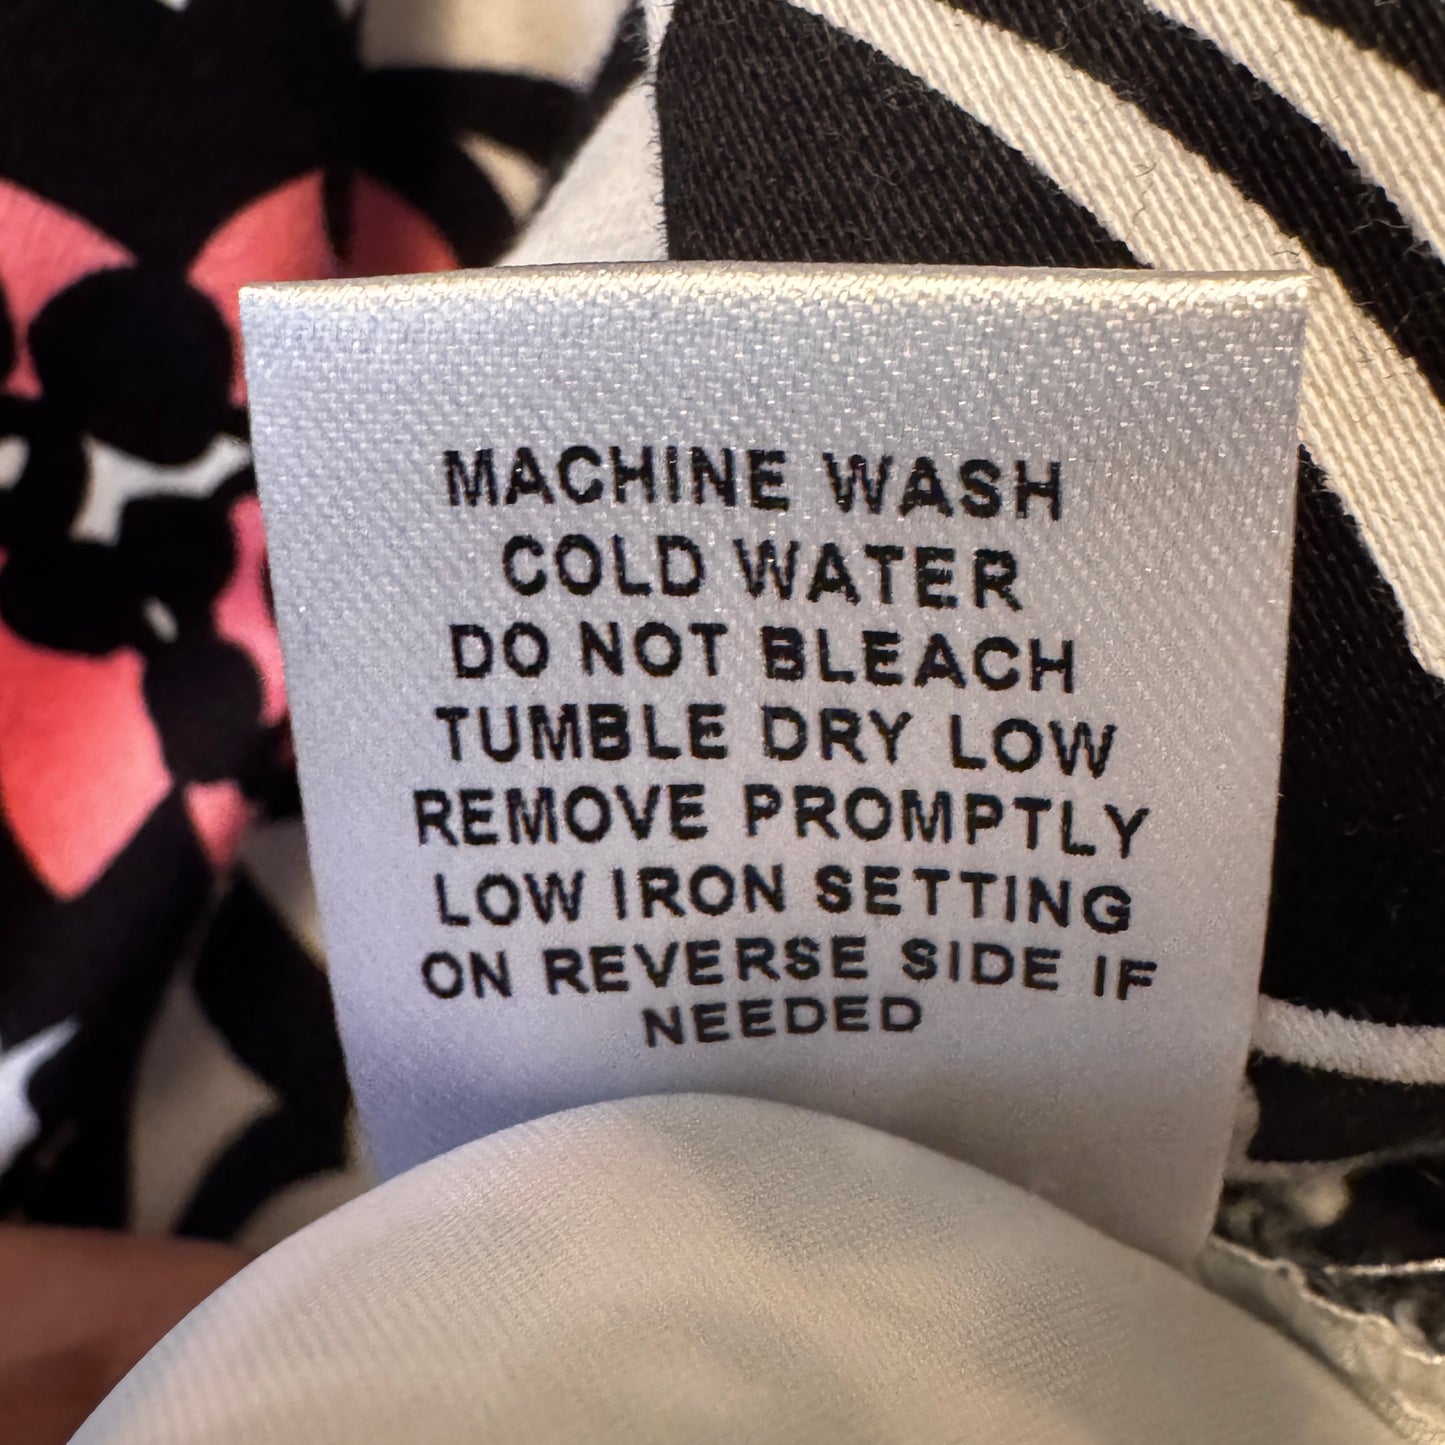 MACHINE WASH
COLD WATER
DO NOT BLEACH
TUMBLE DRY LOW
REMOVE PROMPTLY
LOW IRON SETTING
ON REVERSE SIDE IF
NEEDED